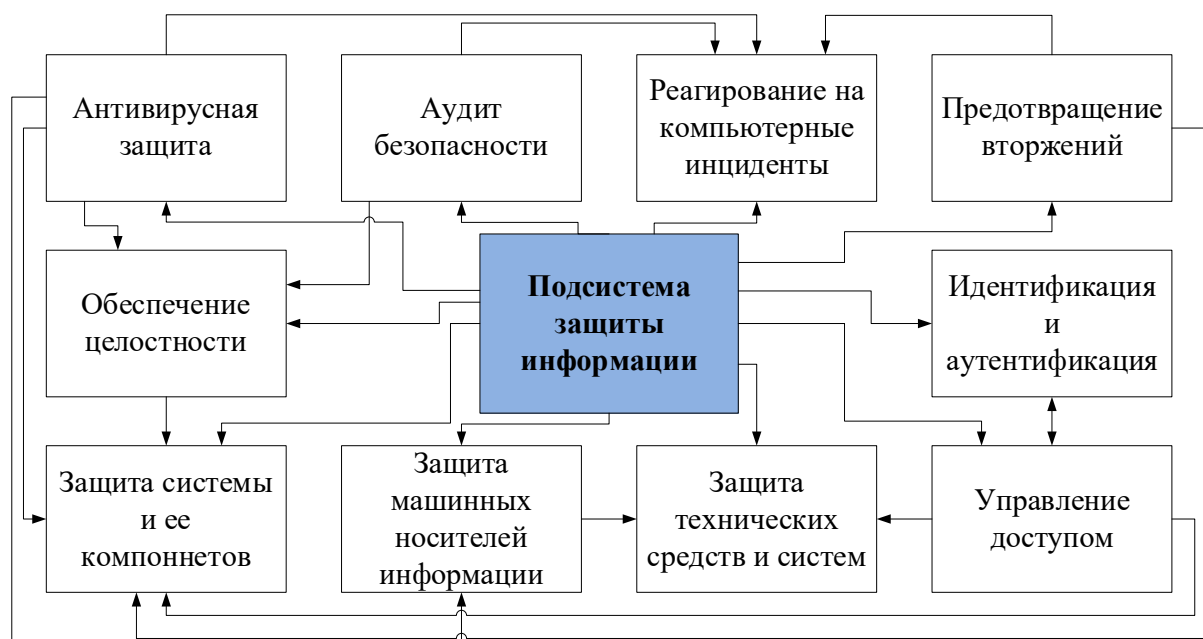 Антивирусная
защита
Аудит
безопасности
Реагирование на
компьютерные
инциденты
Предотвращение
вторжений
Обеспечение
целостности
Подсистема
защиты
информации
Идентификация
и
аутентификация
Защита системы
и ее
компоннетов
Защита
машинных
носителей
информации
Защита
технических
средств и систем
Управление
доступом